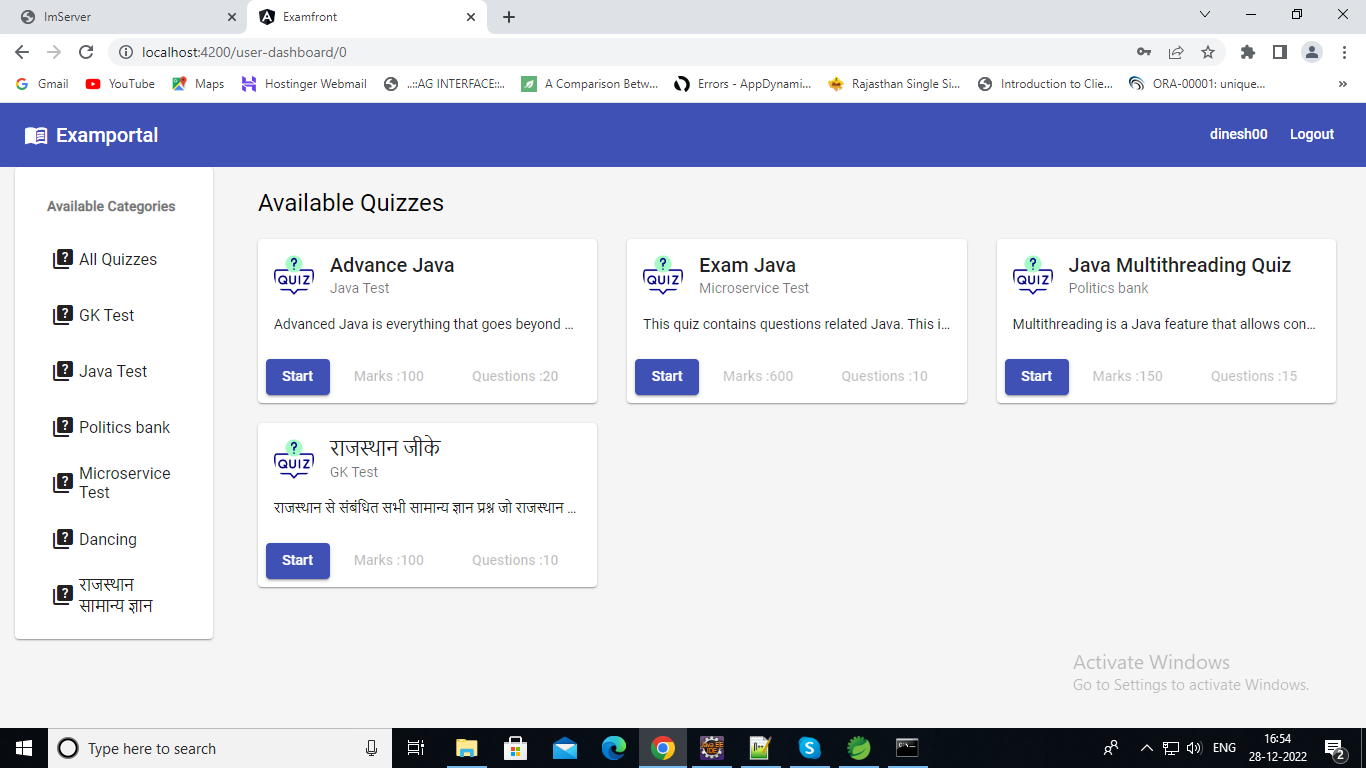 ImServer
Examfront
localhost:4200/user-dashboard/0
Gmail
YouTube
Maps
Hostinger Webmail
..::AG INTERFACE::..
A Comparison Betw...
Errors - AppDynami...
Rajasthan Single Si...
Introduction to Clie...
ORA-00001: unique...
»
Examportal
dinesh00
Logout
Available Categories
All Quizzes
GK Test
Java Test
Politics bank
Microservice
Test
Dancing
राजस्थान
सामान्य ज्ञान
Available Quizzes
QUIZ
Advance Java
Java Test
Advanced Java is everything that goes beyond ...
Start
Marks :100
Questions :20
QUIZ
Exam Java
Microservice Test
This quiz contains questions related Java. This i...
Start
Marks :600
Questions :10
QUIZ
Java Multithreading Quiz
Politics bank
Multithreading is a Java feature that allows con...
Start
Marks :150
Questions :15
QUIZ
राजस्थान जीके
GK Test
राजस्थान से संबंधित सभी सामान्य ज्ञान प्रश्न जो राजस्थान ...
Start
Marks :100
Questions :10
Activate Windows
Go to Settings to activate Windows.
Type here to search
ENG
16:54
28-12-2022
2